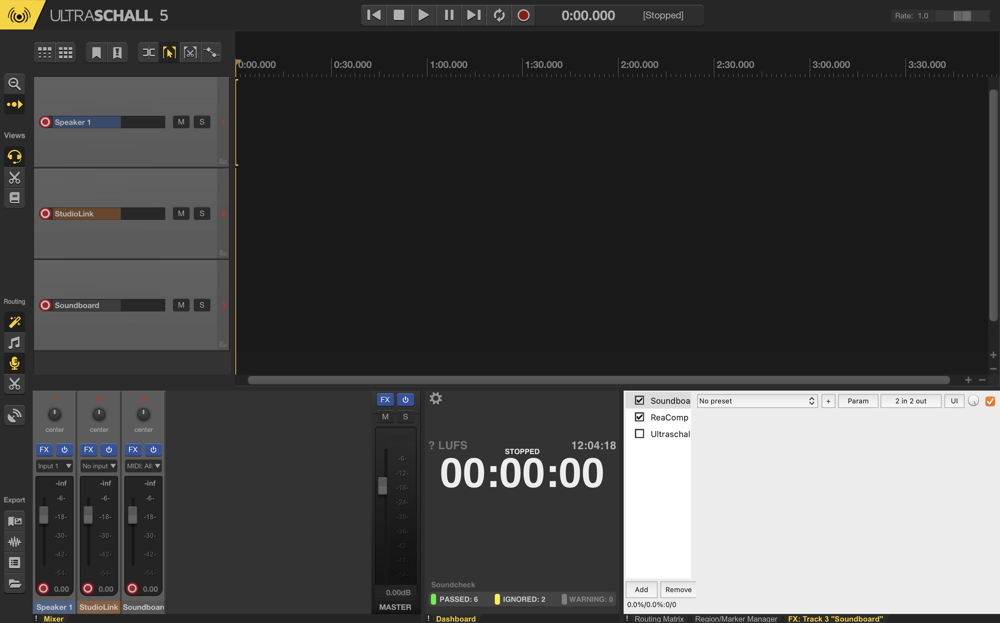 ULTRASCHALL 5
0:00.000 [Stopped]
Rate: 1.0
0:00.000 0:30.000 1:00.000 1:30.000 2:00.000 2:30.000 3:00.000 3:30.000
Speaker 1 M S 1
Views
StudioLink M S 2
Routing
Soundboard M S 3
1 2 3
center center center
FX FX FX
Input 1 No input MIDI: All:
-inf -inf -inf
-6- -6- -6-
-18- -18- -18-
-30- -30- -30-
-42- -42- -42-
-54- -54- -54-
0.00 0.00 0.00
Speaker 1 StudioLink Soundboar
! Mixer
Export
FX
M S
-6-
-12-
-18-
-24-
-30-
-36-
-42-
-48-
-54-
0.00dB
MASTER
? LUFS 12:04:18
STOPPED
00:00:00
Soundcheck
PASSED: 6 IGNORED: 2 WARNING: 0
! Dashboard
Soundboa No preset + Param 2 in 2 out UI
ReaComp
Ultraschal
Add Remove
0.0%/0.0%:0/0
! Routing Matrix Region/Marker Manager FX: Track 3 "Soundboard"